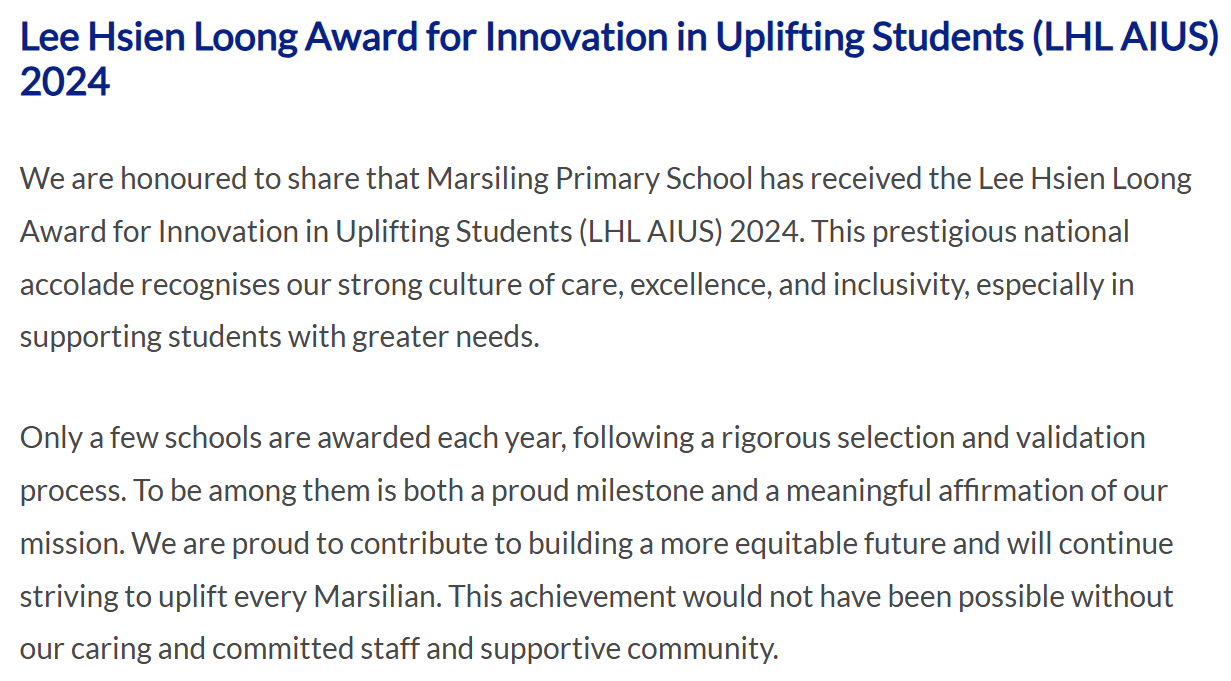 Lee Hsien Loong Award for Innovation in Uplifting Students (LHL AIUS)
2024
We are honoured to share that Marsiling Primary School has received the Lee Hsien Loong
Award for Innovation in Uplifting Students (LHL AIUS) 2024. This prestigious national
accolade recognises our strong culture of care, excellence, and inclusivity, especially in
supporting students with greater needs.
Only a few schools are awarded each year, following a rigorous selection and validation
process. To be among them is both a proud milestone and a meaningful affirmation of our
mission. We are proud to contribute to building a more equitable future and will continue
striving to uplift every Marsilian. This achievement would not have been possible without
our caring and committed staff and supportive community.